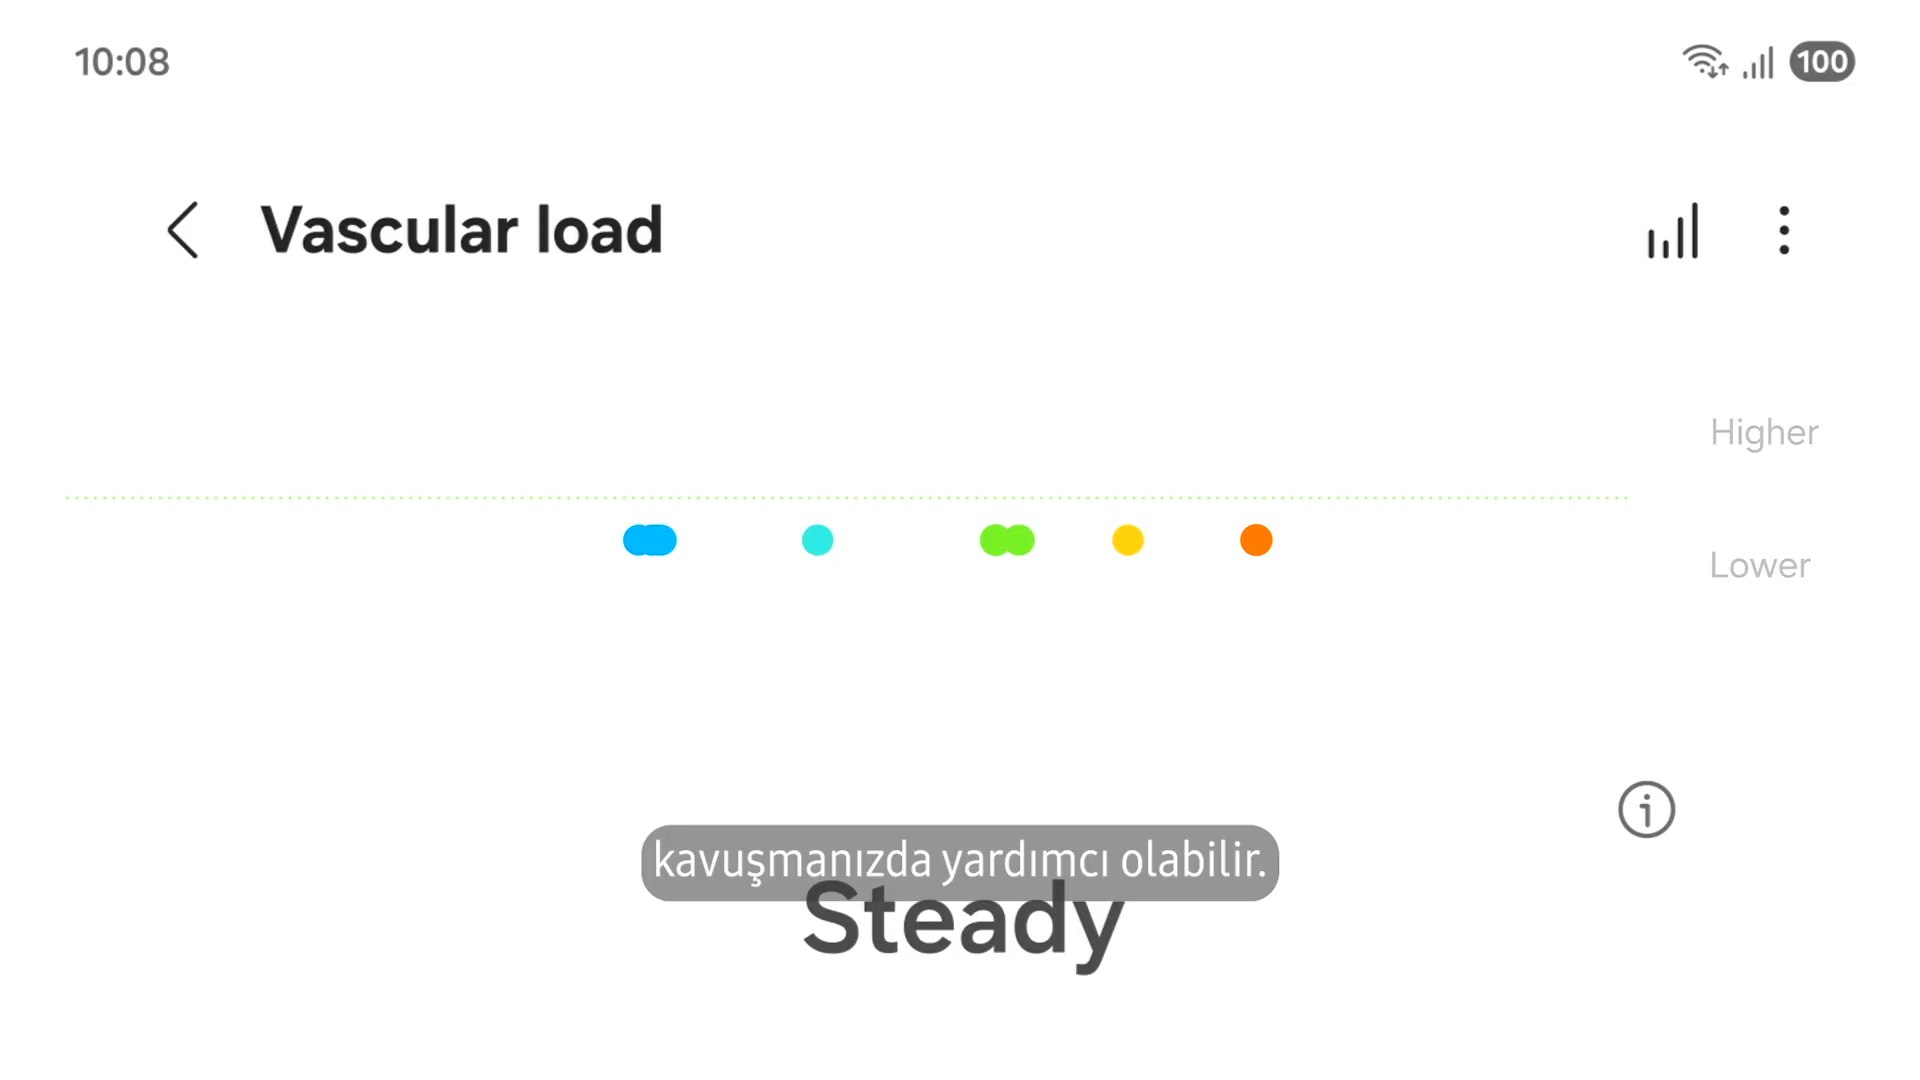 10:08
100
Vascular load
Higher
Lower
kavuşmanızda yardımcı olabilir.
Steady